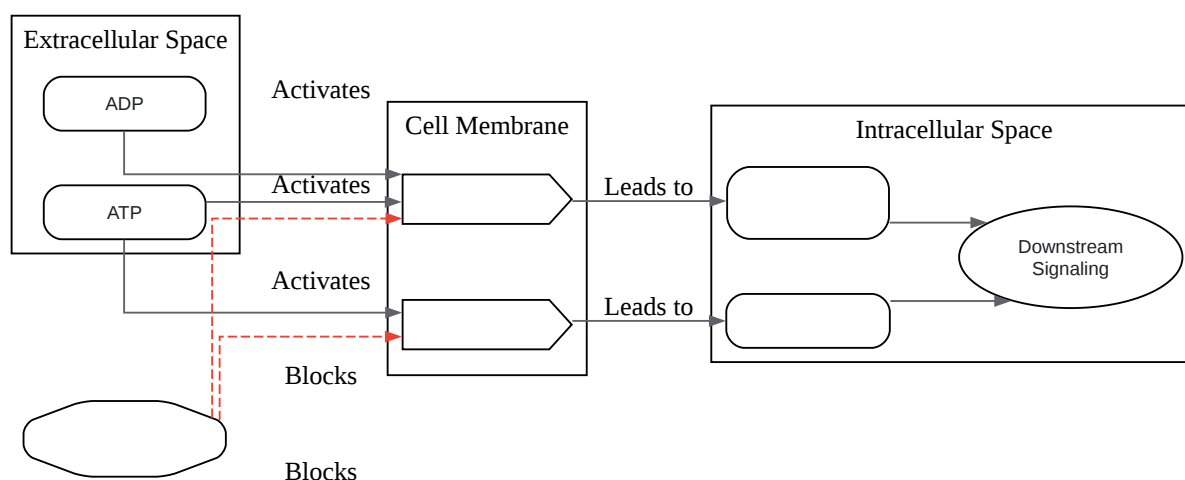 Extracellular Space
ADP
ATP
Activates
Activates
Activates
Blocks
Blocks
Cell Membrane
Leads to
Leads to
Intracellular Space
Downstream
Signaling